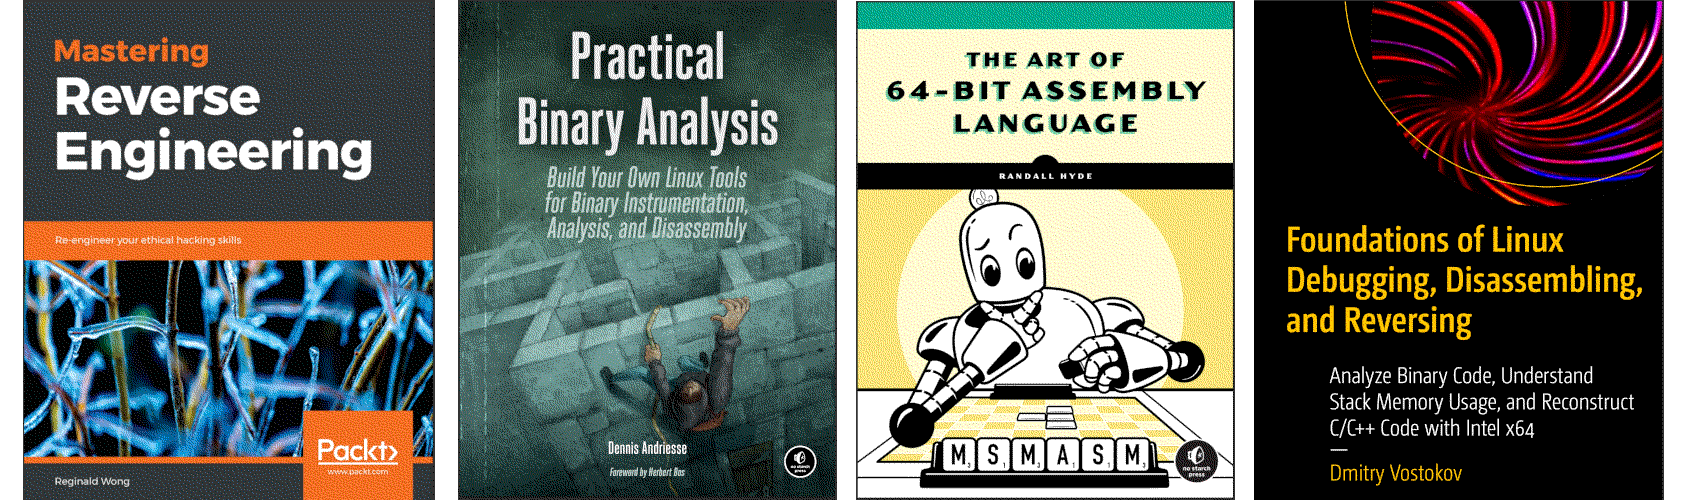 Mastering
Reverse
Engineering
Re-engineer your ethical hacking skills
Packt>
www.packt.com
Reginald Wong
Practical
Binary Analysis
Build Your Own Linux Tools
for Binary Instrumentation,
Analysis, and Disassembly
Dennis Andriesse
Foreword by Herbert Bos
no starch
press
THE ART OF
64-BIT ASSEMBLY
LANGUAGE
RANDALL HYDE
MSMASM
no starch
press
Foundations of Linux
Debugging, Disassembling,
and Reversing
Analyze Binary Code, Understand
Stack Memory Usage, and Reconstruct
C/C++ Code with Intel x64
Dmitry Vostokov